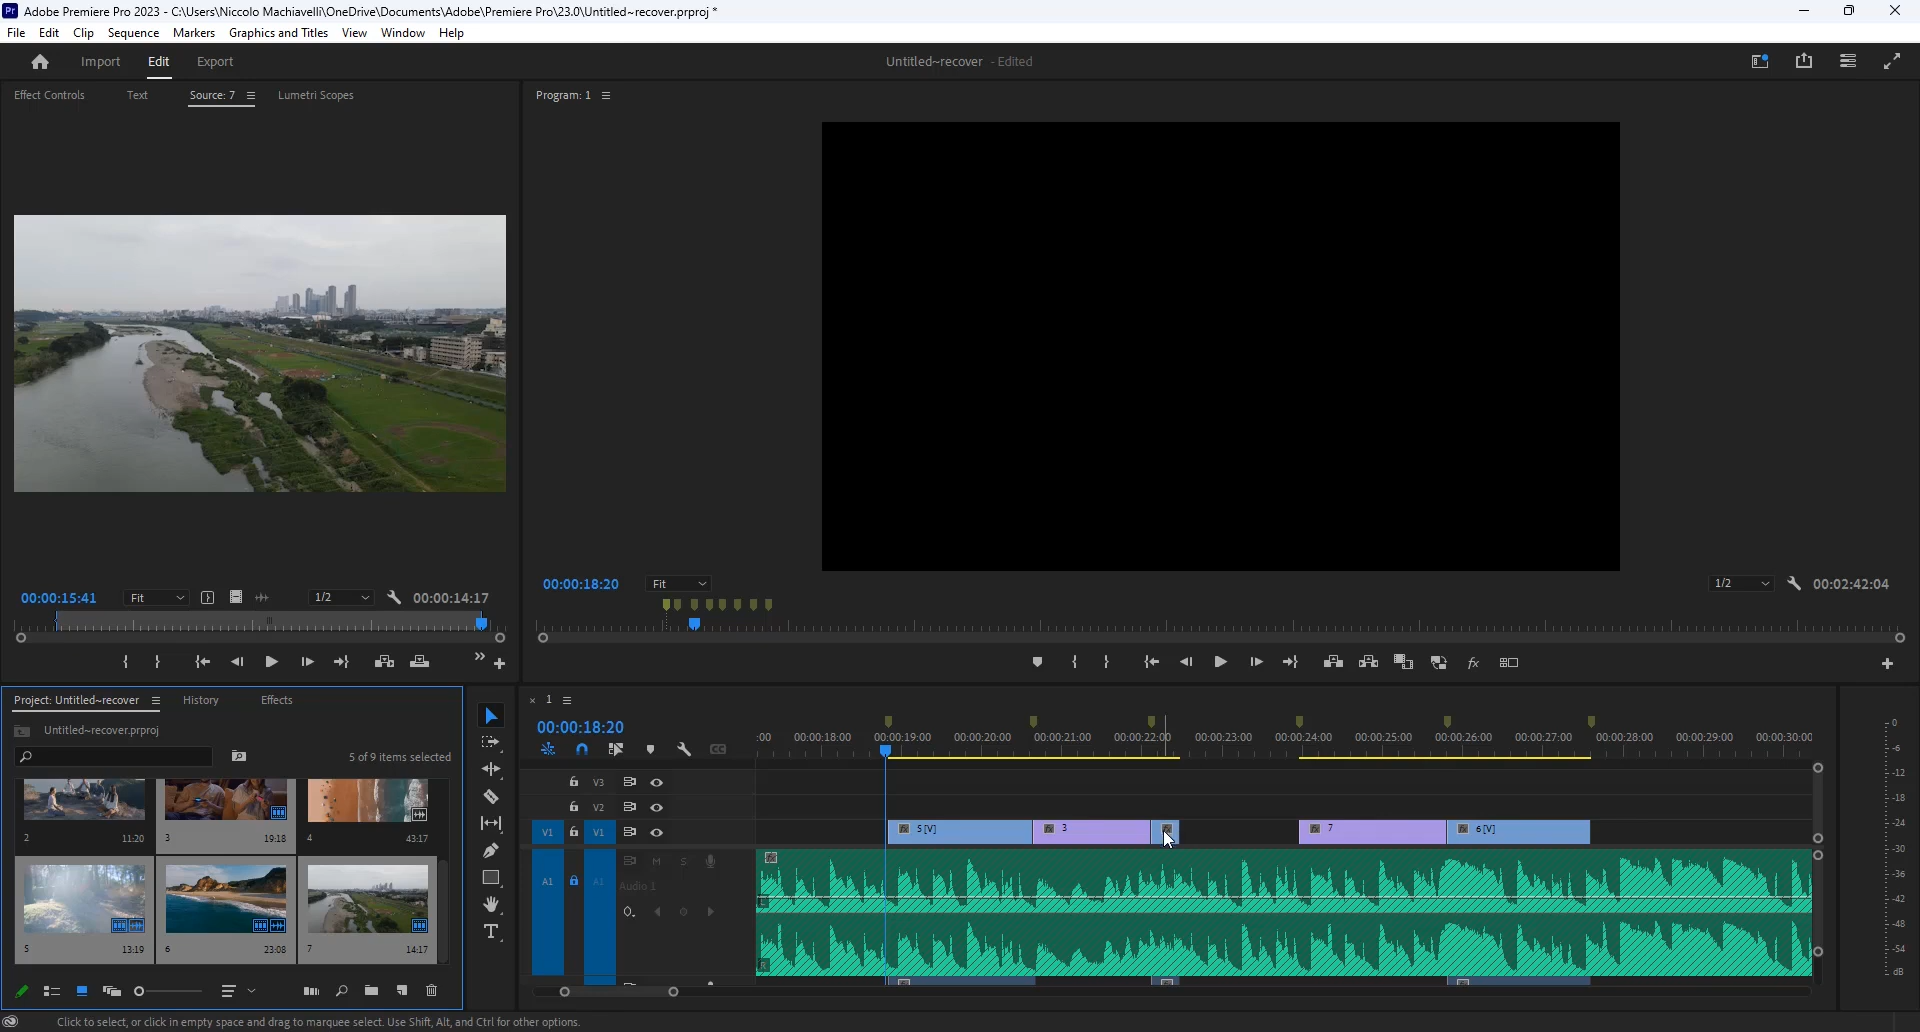 Pr Adobe Premiere Pro 2023 - C:\Users\Niccolo Machiavelli\OneDrive\Documents\Adobe\Premiere Pro\23.0\Untitled~recover.prproj *
File Edit Clip Sequence Markers Graphics and Titles View Window Help
Import Edit Export
Untitled~recover - Edited
Effect Controls Text Source: 7 Lumetri Scopes
Program: 1
00:00:15:41 Fit 1/2 00:00:14:17
00:00:18:20 Fit 1/2 00:02:42:04
Project: Untitled~recover History Effects
Untitled~recover.prproj
5 of 9 items selected
2 11:20 3 19:18 4 43:17
5 13:19 6 23:08 7 14:17
1
00:00:18:20
:00 00:00:18:00 00:00:19:00 00:00:20:00 00:00:21:00 00:00:22:00 00:00:23:00 00:00:24:00 00:00:25:00 00:00:26:00 00:00:27:00 00:00:28:00 00:00:29:00 00:00:30:00
V3
V2
V1 V1 5 [V] 3 7 6 [V]
A1 A1 M S
Audio 1
L
R
0
-6
-12
-18
-24
-30
-36
-42
-48
-54
dB
Click to select, or click in empty space and drag to marquee select. Use Shift, Alt, and Ctrl for other options.